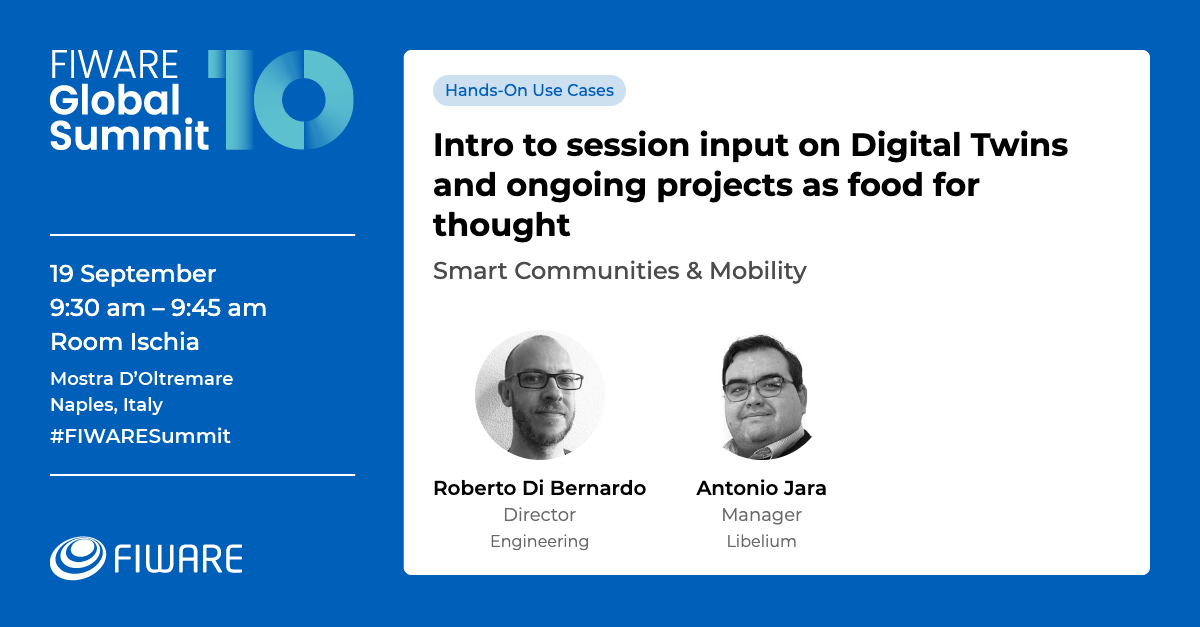 FIWARE
Global
Summit
10
19 September
9:30 am – 9:45 am
Room Ischia
Mostra D’Oltremare
Naples, Italy
#FIWARESummit
FIWARE
Hands-On Use Cases
Intro to session input on Digital Twins
and ongoing projects as food for
thought
Smart Communities & Mobility
Roberto Di Bernardo
Director
Engineering
Antonio Jara
Manager
Libelium